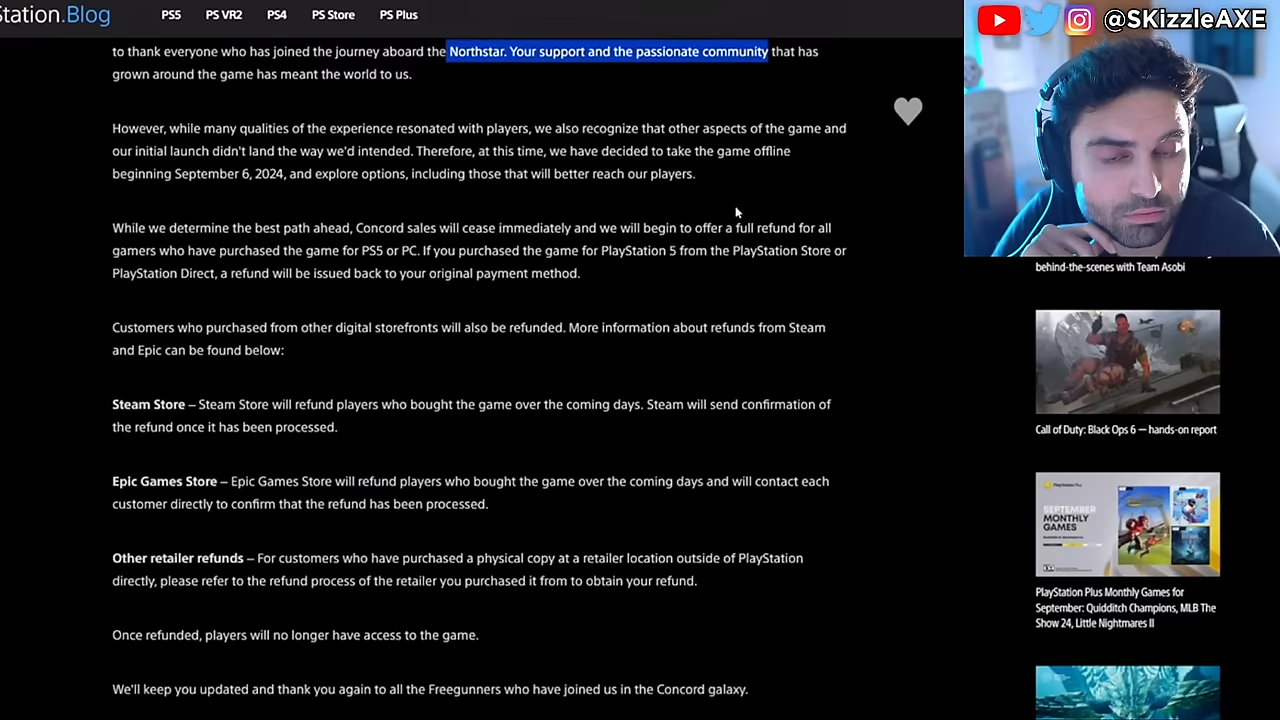 Station.Blog
PS5
PS VR2
PS4
PS Store
PS Plus
@SKizzleAXE
to thank everyone who has joined the journey aboard the Northstar. Your support and the passionate community that has
grown around the game has meant the world to us.
However, while many qualities of the experience resonated with players, we also recognize that other aspects of the game and
our initial launch didn't land the way we'd intended. Therefore, at this time, we have decided to take the game offline
beginning September 6, 2024, and explore options, including those that will better reach our players.
While we determine the best path ahead, Concord sales will cease immediately and we will begin to offer a full refund for all
gamers who have purchased the game for PS5 or PC. If you purchased the game for PlayStation 5 from the PlayStation Store or
PlayStation Direct, a refund will be issued back to your original payment method.
Customers who purchased from other digital storefronts will also be refunded. More information about refunds from Steam
and Epic can be found below:
Steam Store – Steam Store will refund players who bought the game over the coming days. Steam will send confirmation of
the refund once it has been processed.
Epic Games Store – Epic Games Store will refund players who bought the game over the coming days and will contact each
customer directly to confirm that the refund has been processed.
Other retailer refunds – For customers who have purchased a physical copy at a retailer location outside of PlayStation
directly, please refer to the refund process of the retailer you purchased it from to obtain your refund.
Once refunded, players will no longer have access to the game.
We'll keep you updated and thank you again to all the Freegunners who have joined us in the Concord galaxy.
behind-the-scenes with Team Asobi
Call of Duty: Black Ops 6 — hands-on report
PlayStation Plus
SEPTEMBER
MONTHLY
GAMES
PlayStation Plus Monthly Games for
September: Quidditch Champions, MLB The
Show 24, Little Nightmares II